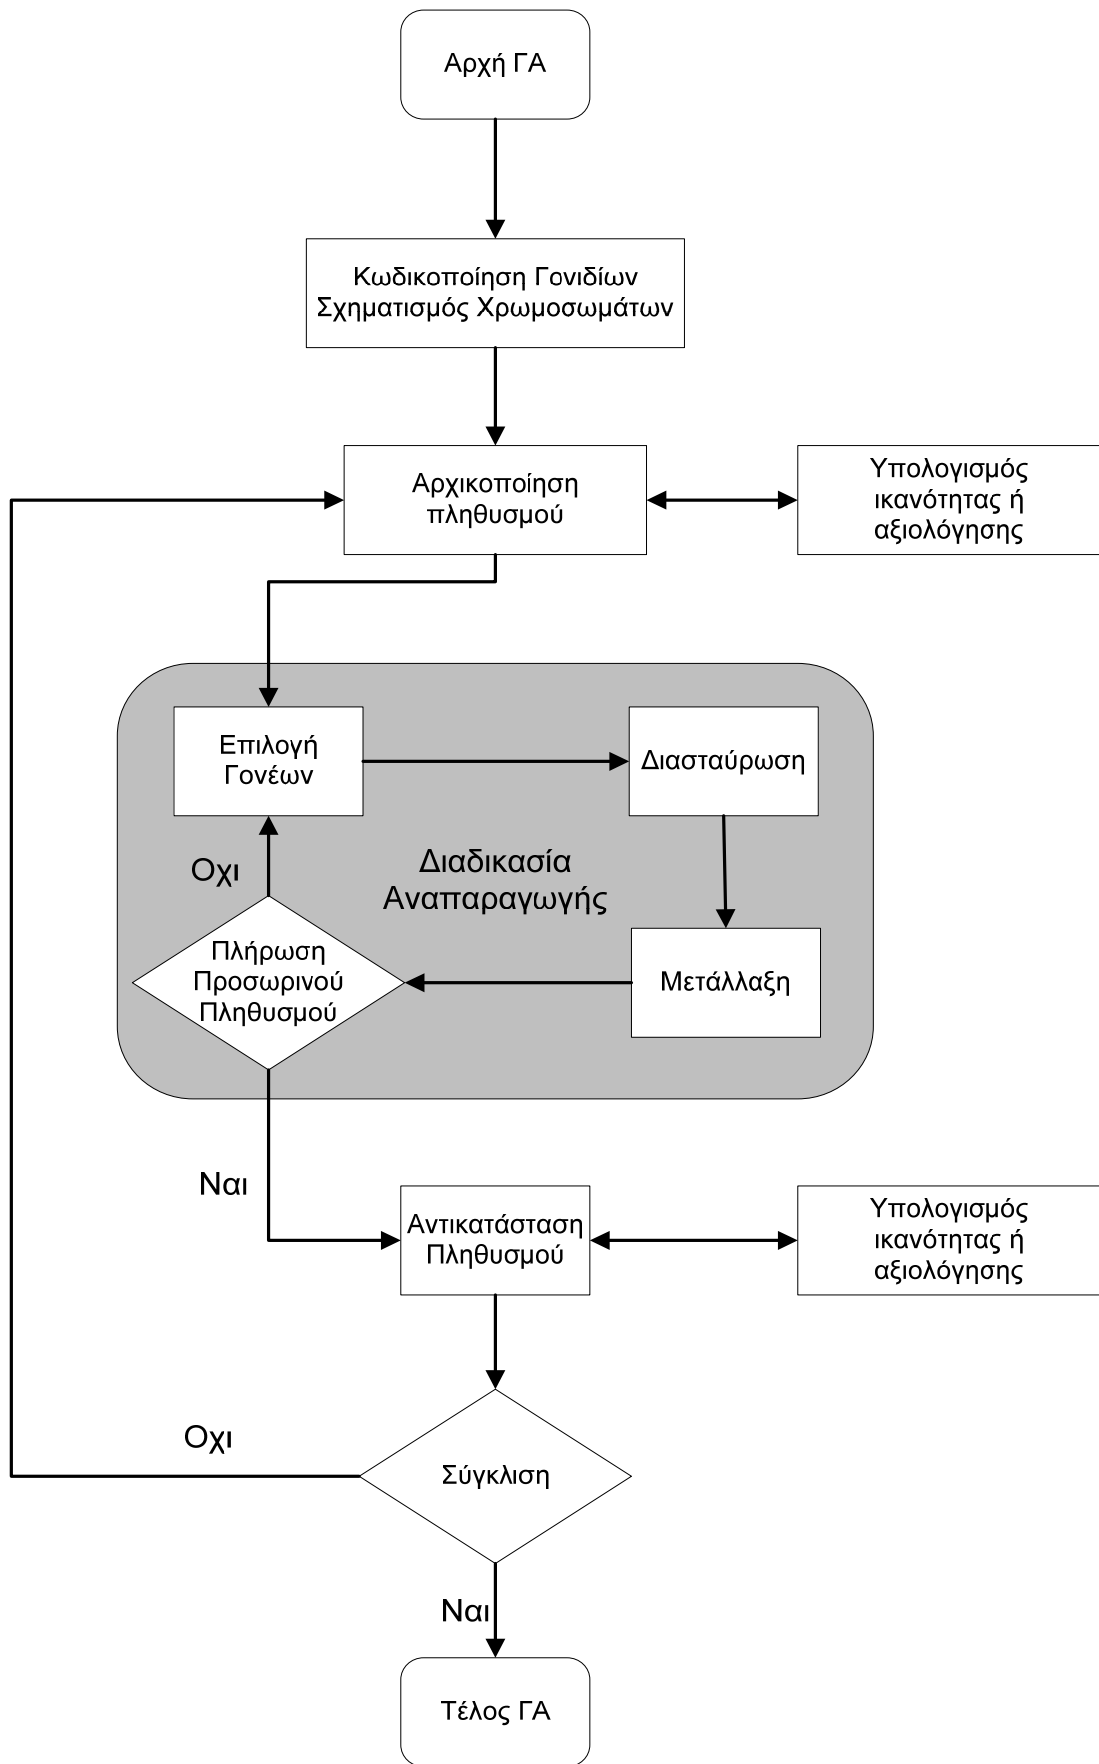 Αρχή ΓΑ
Κωδικοποίηση Γονιδίων
Σχηματισμός Χρωμοσωμάτων
Αρχικοποίηση
πληθυσμού
Υπολογισμός
ικανότητας ή
αξιολόγησης
Επιλογή
Γονέων
Διασταύρωση
Οχι
Διαδικασία
Αναπαραγωγής
Πλήρωση
Προσωρινού
Πληθυσμού
Μετάλλαξη
Ναι
Αντικατάσταση
Πληθυσμού
Υπολογισμός
ικανότητας ή
αξιολόγησης
Οχι
Σύγκλιση
Ναι
Τέλος ΓΑ